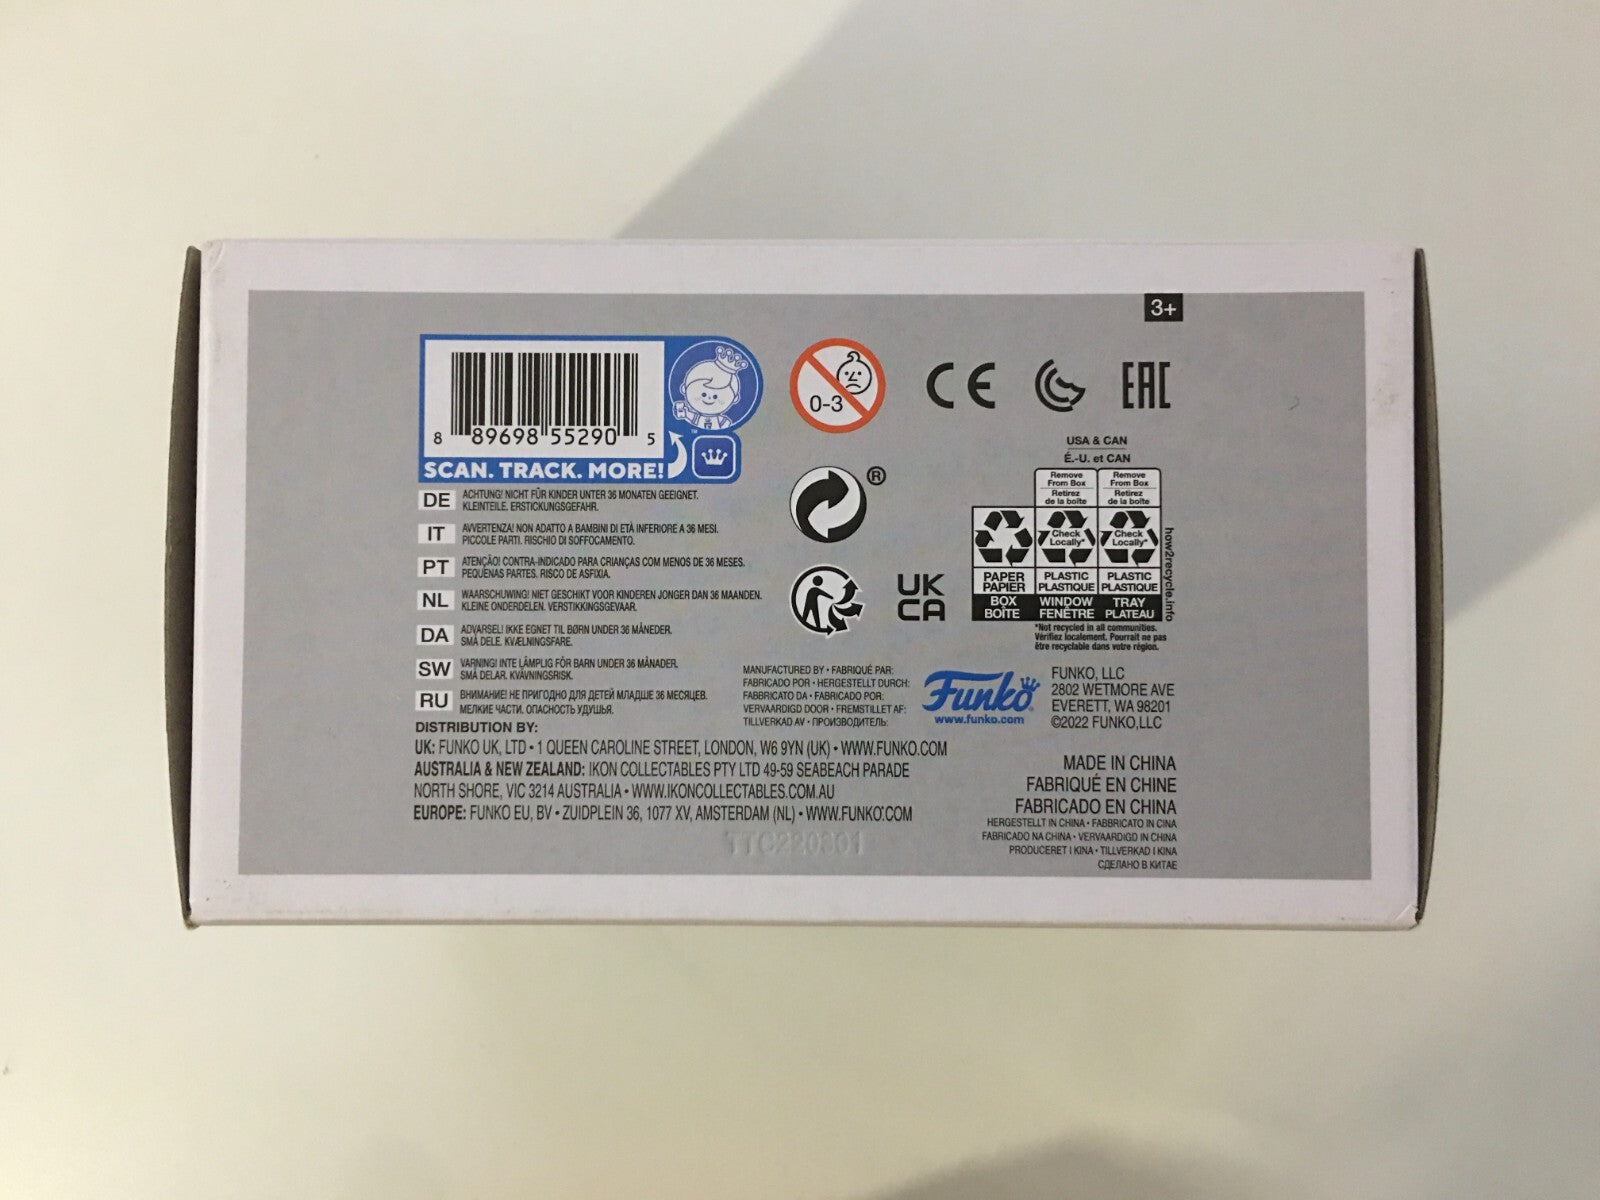 3+
8 89698 55290 5
SCAN. TRACK. MORE!
™
0-3
CE
EAC
USA & CAN
É.-U. et CAN
Remove
From Box
Retirez
de la boîte
Remove
From Box
Retirez
de la boîte
Check
Locally*
Check
Locally*
PAPER
PAPIER
PLASTIC
PLASTIQUE
PLASTIC
PLASTIQUE
BOX
BOÎTE
WINDOW
FENÊTRE
TRAY
PLATEAU
how2recycle.info
*Not recycled in all communities.
Vérifiez localement. Pourrait ne pas
être recyclable dans votre région.
®
UK
CA
DE ACHTUNG! NICHT FÜR KINDER UNTER 36 MONATEN GEEIGNET.
KLEINTEILE. ERSTICKUNGSGEFAHR.
IT AVVERTENZA! NON ADATTO A BAMBINI DI ETÀ INFERIORE A 36 MESI.
PICCOLE PARTI. RISCHIO DI SOFFOCAMENTO.
PT ATENÇÃO! CONTRA-INDICADO PARA CRIANÇAS COM MENOS DE 36 MESES.
PEQUENAS PARTES. RISCO DE ASFIXIA.
NL WAARSCHUWING! NIET GESCHIKT VOOR KINDEREN JONGER DAN 36 MAANDEN.
KLEINE ONDERDELEN. VERSTIKKINGSGEVAAR.
DA ADVARSEL! IKKE EGNET TIL BØRN UNDER 36 MÅNEDER.
SMÅ DELE. KVÆLNINGSFARE.
SW VARNING! INTE LÄMPLIG FÖR BARN UNDER 36 MÅNADER.
SMÅ DELAR. KVÄVNINGSRISK.
RU ВНИМАНИЕ! НЕ ПРИГОДНО ДЛЯ ДЕТЕЙ МЛАДШЕ 36 МЕСЯЦЕВ.
МЕЛКИЕ ЧАСТИ. ОПАСНОСТЬ УДУШЬЯ.
MANUFACTURED BY • FABRIQUÉ PAR:
FABRICADO POR • HERGESTELLT DURCH:
FABBRICATO DA • FABRICADO POR:
VERVAARDIGD DOOR • FREMSTILLET AF:
TILLVERKAD AV • ПРОИЗВОДИТЕЛЬ:
Funko
www.funko.com
FUNKO, LLC
2802 WETMORE AVE
EVERETT, WA 98201
©2022 FUNKO,LLC
DISTRIBUTION BY:
UK: FUNKO UK, LTD • 1 QUEEN CAROLINE STREET, LONDON, W6 9YN (UK) • WWW.FUNKO.COM
AUSTRALIA & NEW ZEALAND: IKON COLLECTABLES PTY LTD 49-59 SEABEACH PARADE
NORTH SHORE, VIC 3214 AUSTRALIA • WWW.IKONCOLLECTABLES.COM.AU
EUROPE: FUNKO EU, BV • ZUIDPLEIN 36, 1077 XV, AMSTERDAM (NL) • WWW.FUNKO.COM
MADE IN CHINA
FABRIQUÉ EN CHINE
FABRICADO EN CHINA
HERGESTELLT IN CHINA • FABBRICATO IN CINA
FABRICADO NA CHINA • VERVAARDIGD IN CHINA
PRODUCERET I KINA • TILLVERKAD I KINA
СДЕЛАНО В КИТАЕ
TTC220301